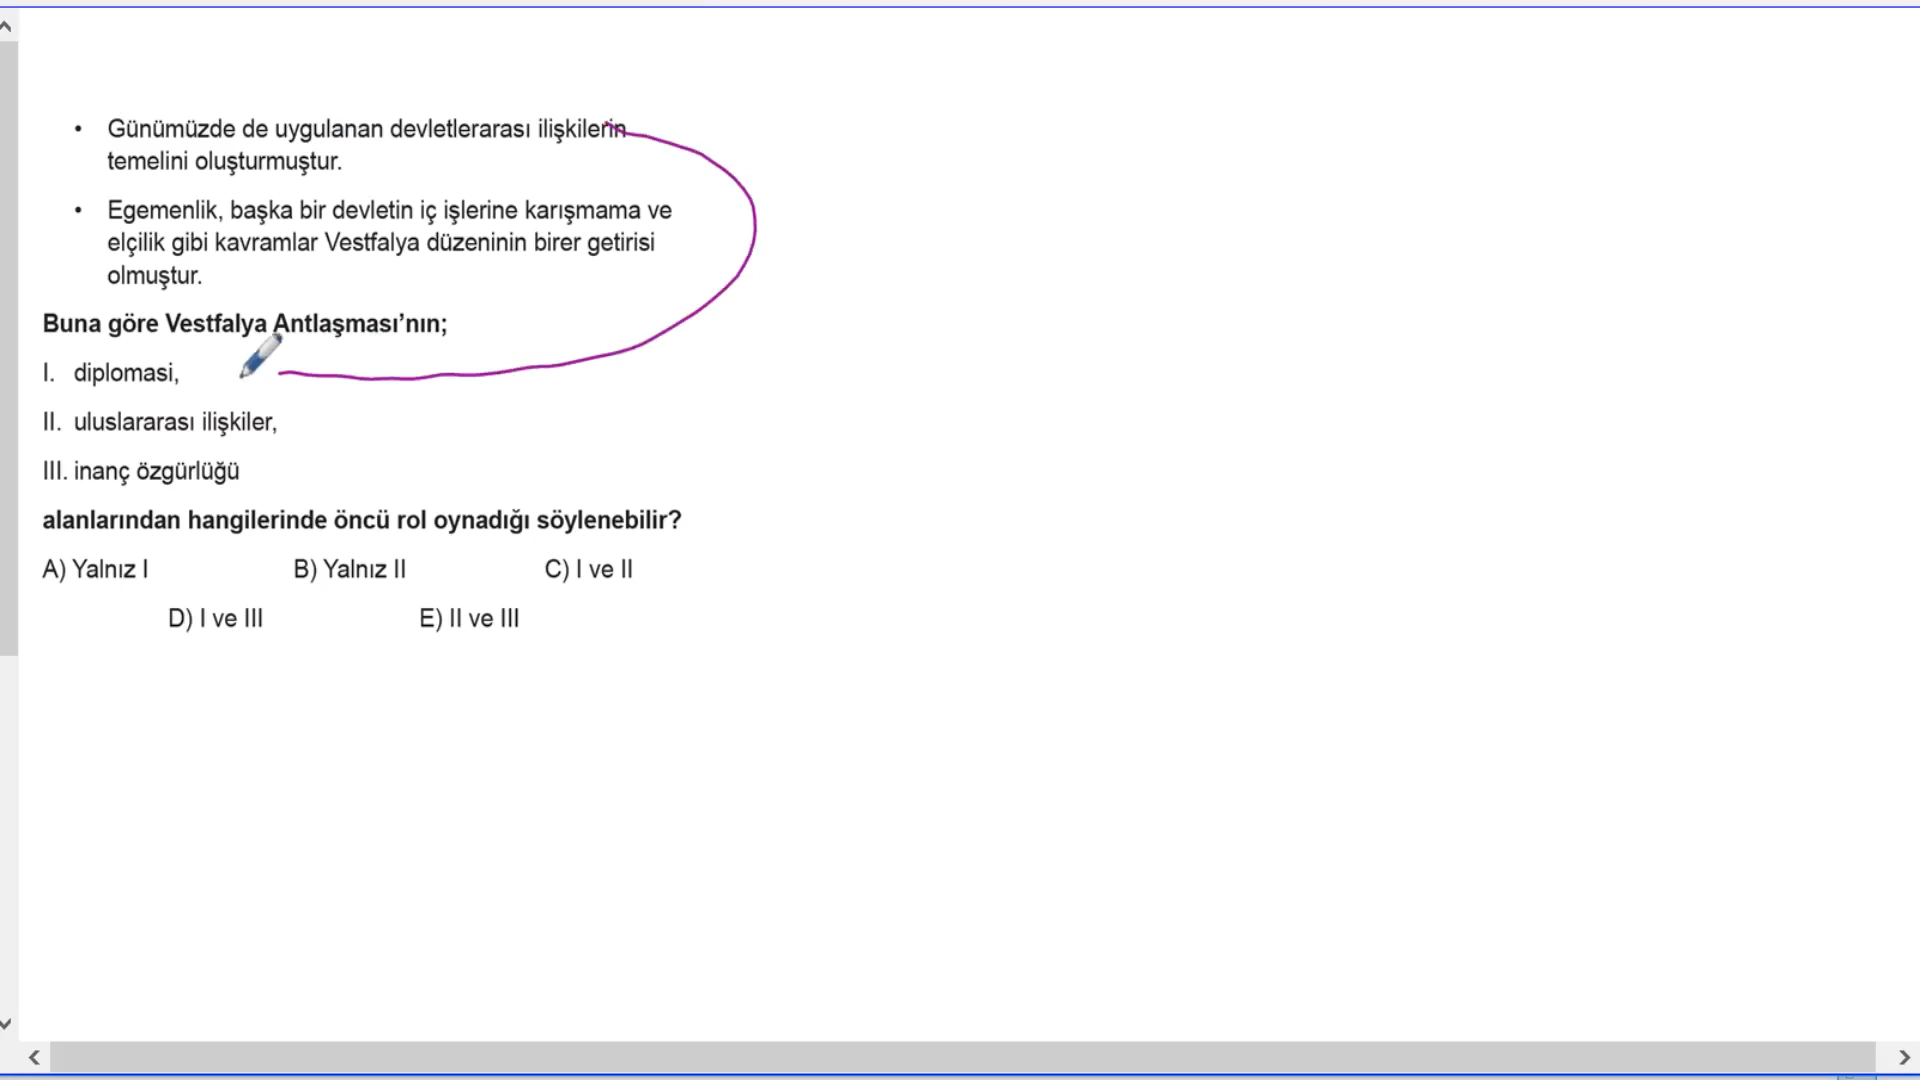 • Günümüzde de uygulanan devletlerarası ilişkilerin
temelini oluşturmuştur.
• Egemenlik, başka bir devletin iç işlerine karışmama ve
elçilik gibi kavramlar Vestfalya düzeninin birer getirisi
olmuştur.
Buna göre Vestfalya Antlaşması’nın;
I. diplomasi,
II. uluslararası ilişkiler,
III. inanç özgürlüğü
alanlarından hangilerinde öncü rol oynadığı söylenebilir?
A) Yalnız I B) Yalnız II C) I ve II
D) I ve III E) II ve III